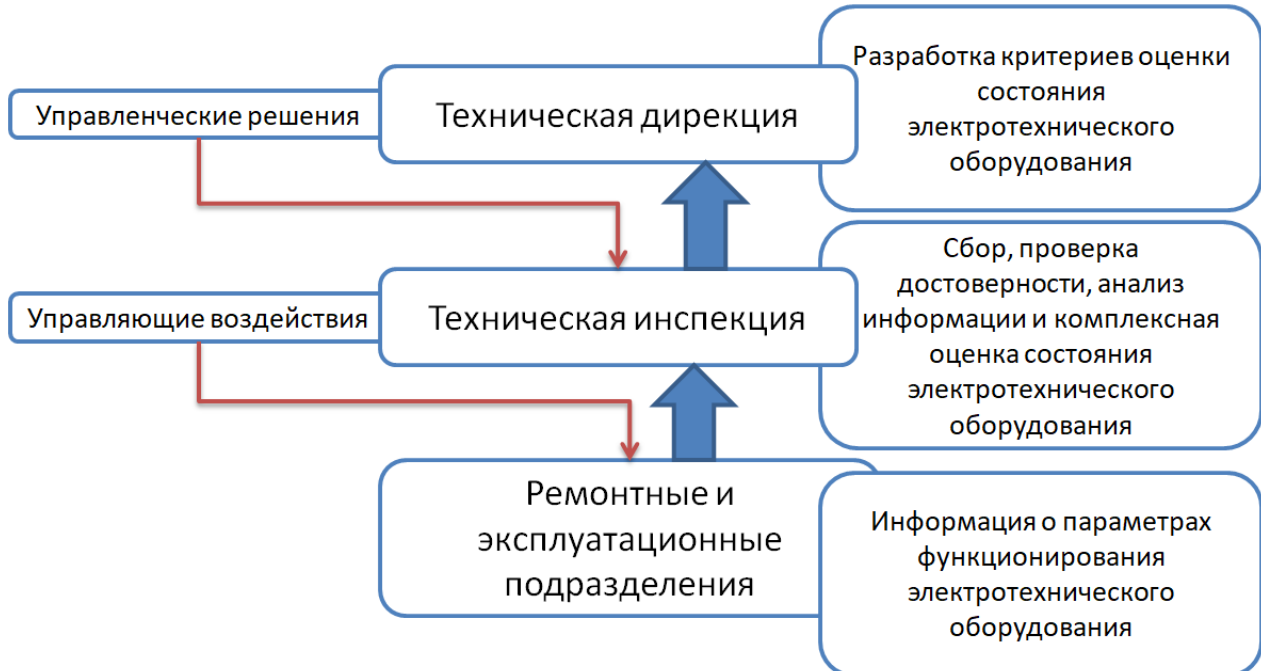 Управленческие решения
Техническая дирекция
Разработка критериев оценки
состояния
электротехнического
оборудования
Управляющие воздействия
Техническая инспекция
Сбор, проверка
достоверности, анализ
информации и комплексная
оценка состояния
электротехнического
оборудования
Ремонтные и
эксплуатационные
подразделения
Информация о параметрах
функционирования
электротехнического
оборудования